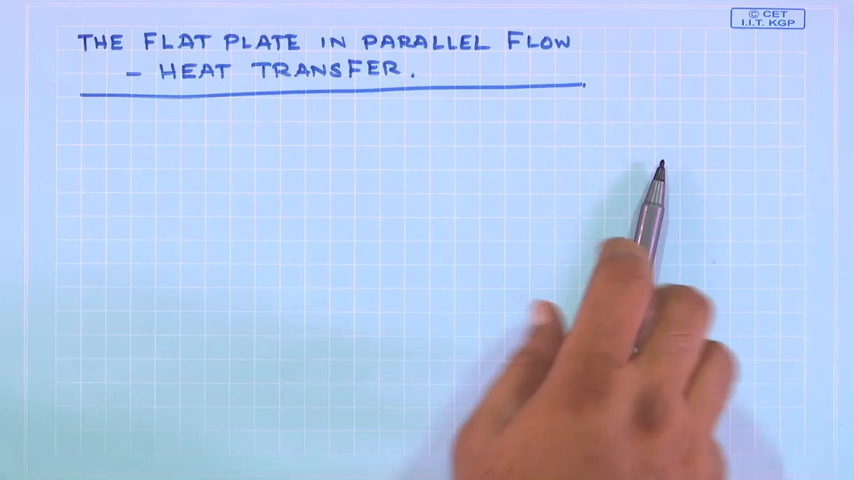 THE FLAT PLATE IN PARALLEL FLOW
- HEAT TRANSFER.
© CET
I.I.T. KGP